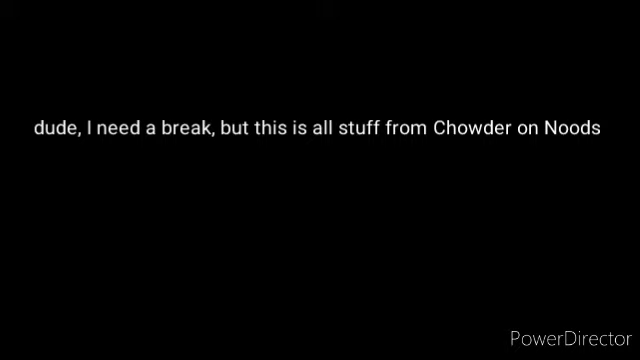 dude, I need a break, but this is all stuff from Chowder on Noods
PowerDirector